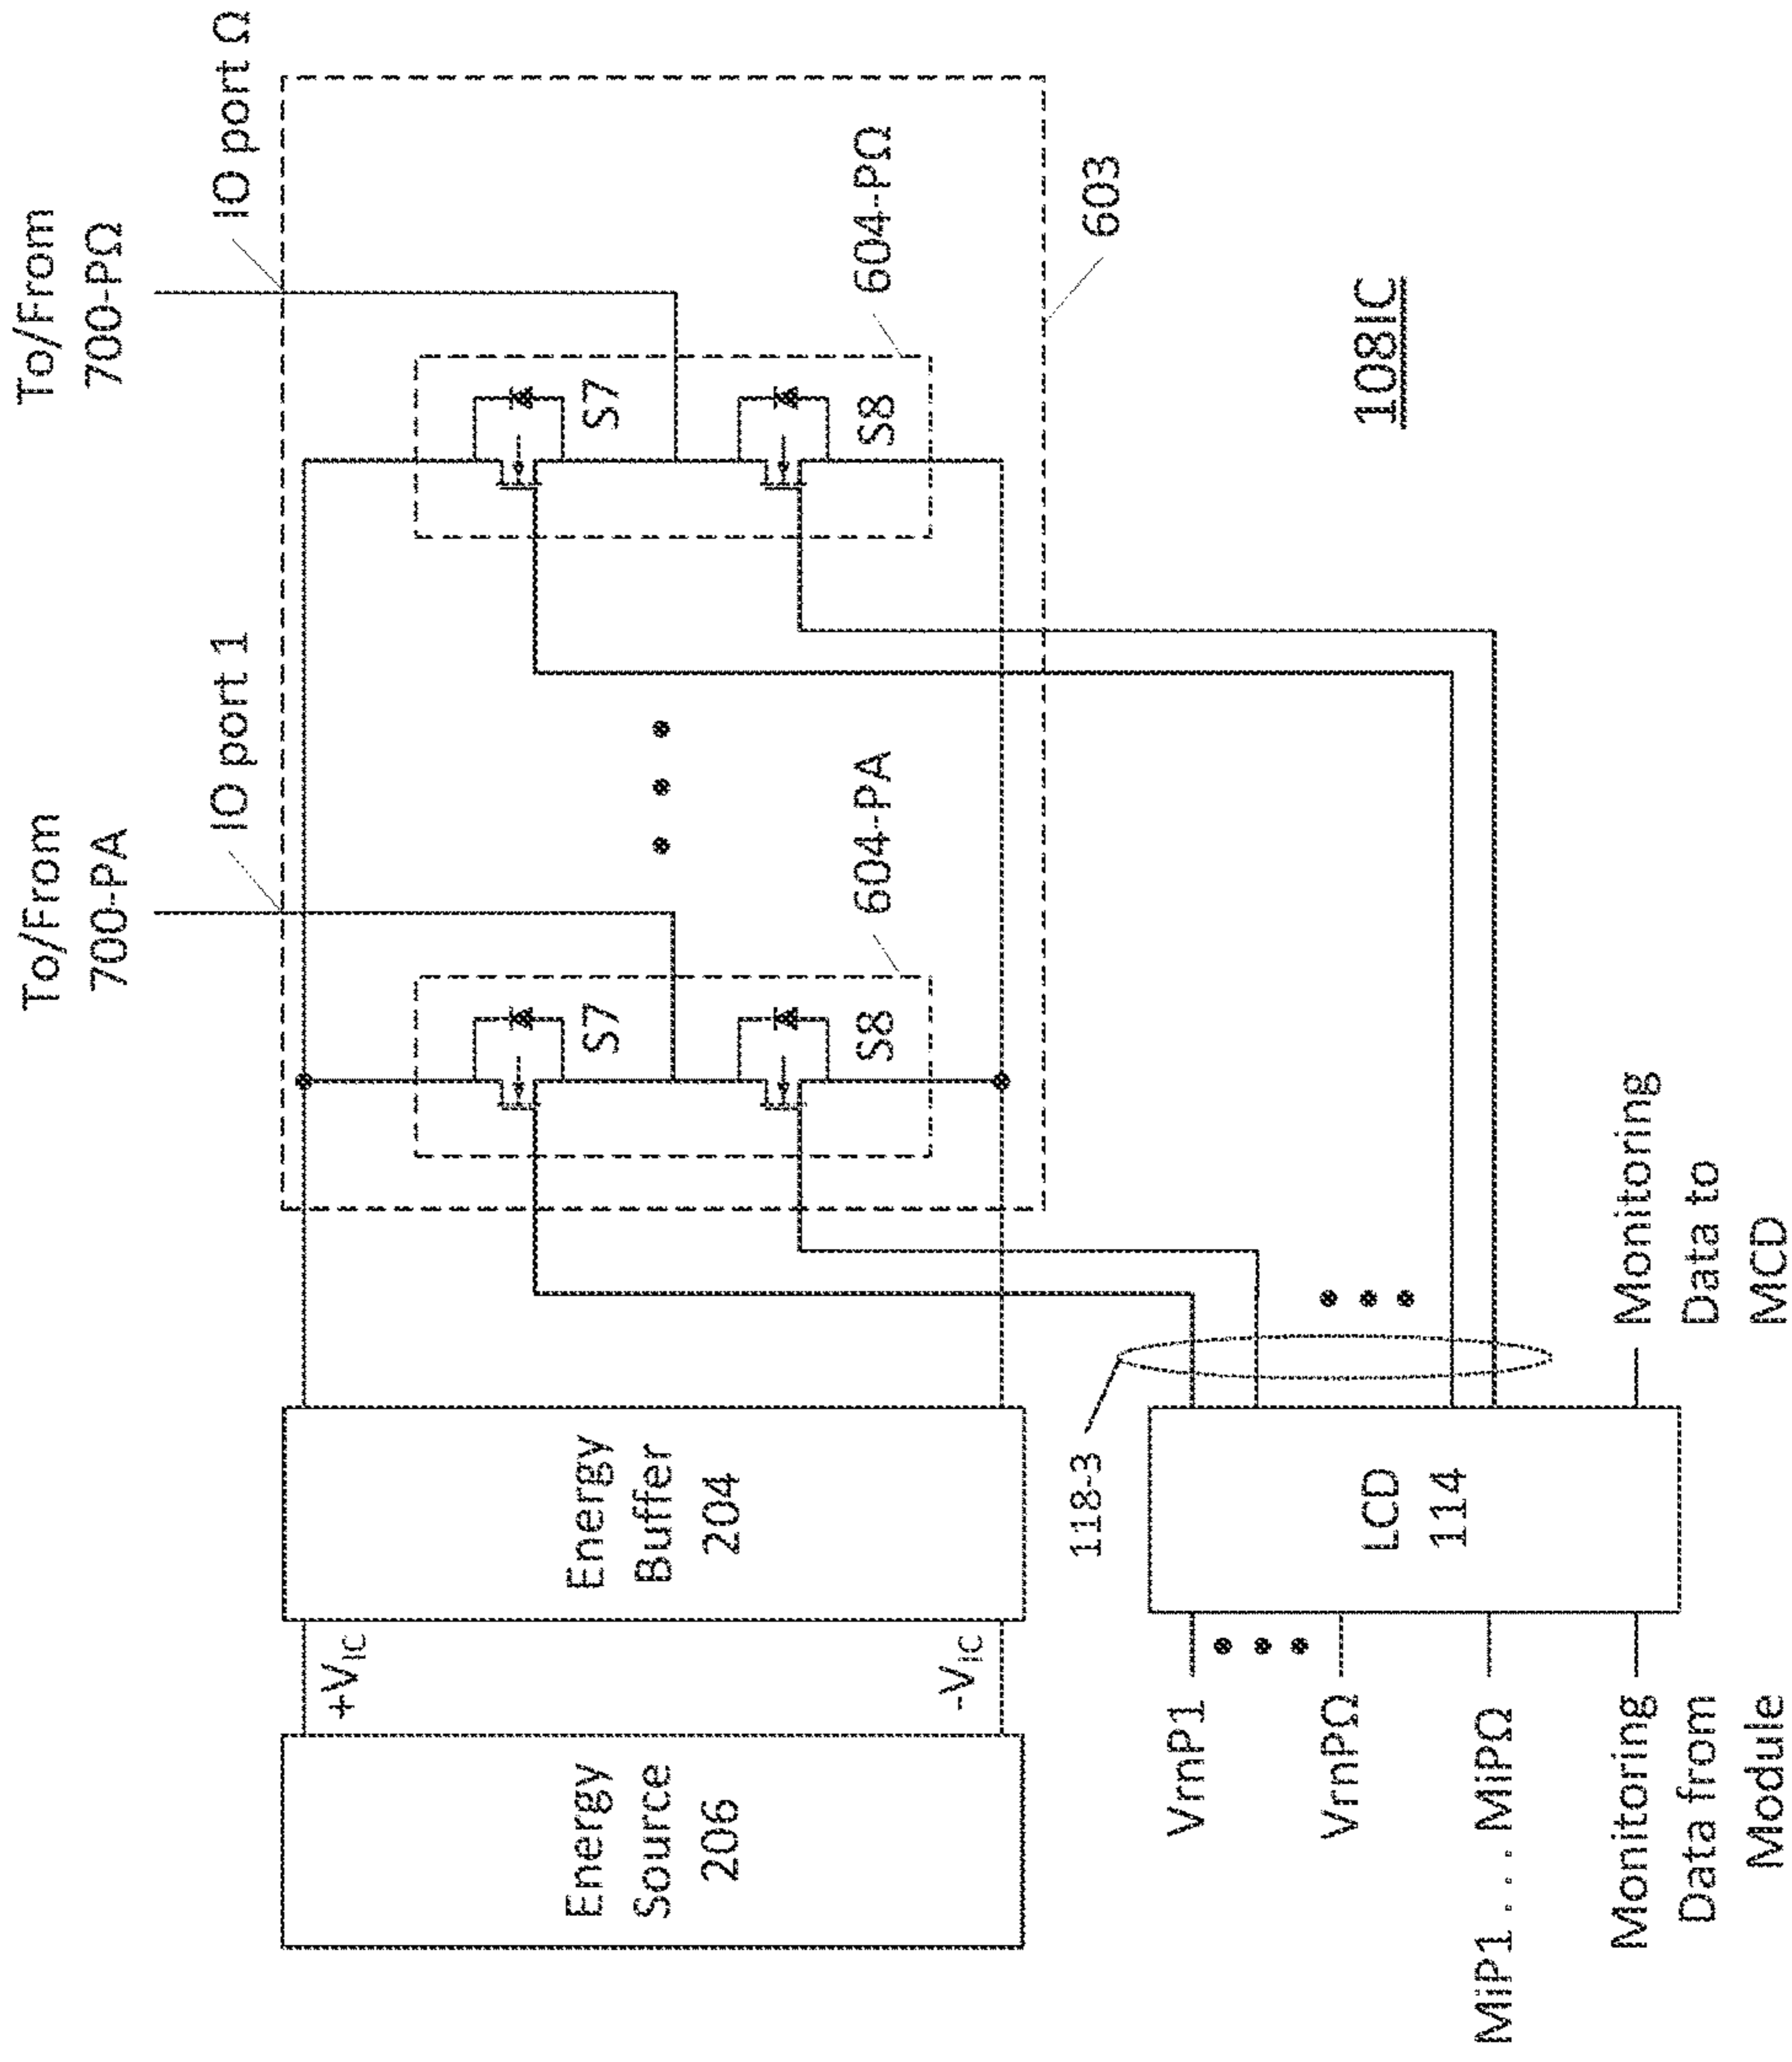 To/From
700-PA
To/From
700-PΩ
IO port 1
IO port Ω
Energy
Source
206
+VIC
-VIC
Energy
Buffer
204
S7
S8
604-PA
S7
S8
604-PΩ
603
118-3
VrnP1
VrnPΩ
MiP1 . . . . MiPΩ
Monitoring
Data from
Module
LCD
114
Monitoring
Data to
MCD
108IC